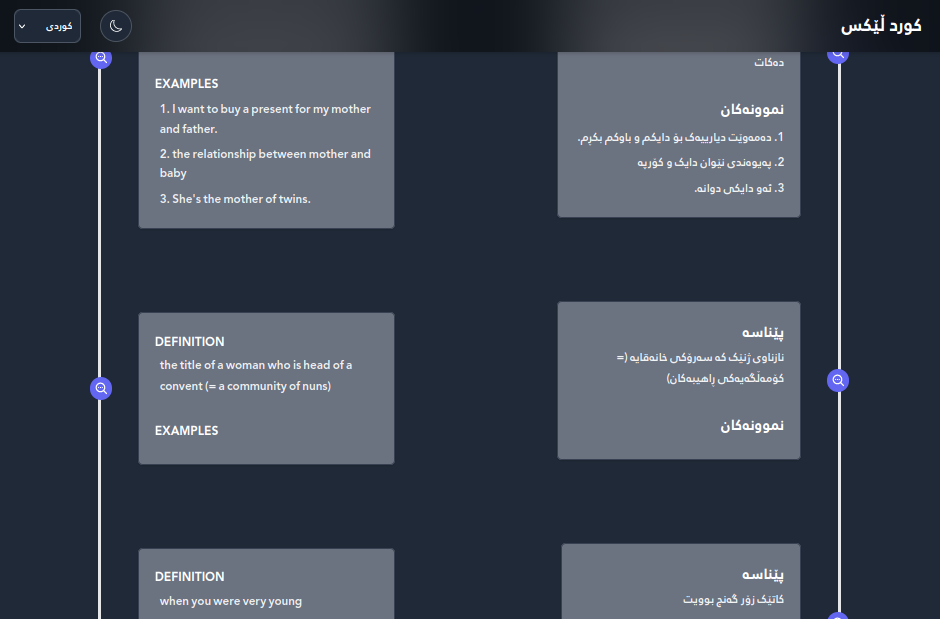 کورد لێکس
کوردی
EXAMPLES
1. I want to buy a present for my mother
and father.
2. the relationship between mother and
baby
3. She's the mother of twins.
دەکات
نموونەکان
1. دەمەوێت دیارییەک بۆ دایکم و باوکم بکڕم.
2. پەیوەندی نێوان دایک و کۆرپە
3. ئەو دایکی دوانە.
DEFINITION
the title of a woman who is head of a
convent (= a community of nuns)
EXAMPLES
پێناسە
نازناوی ژنێک کە سەرۆکی خانەقایە (=
کۆمەڵگەیەکی ڕاهیبەکان)
نموونەکان
DEFINITION
when you were very young
پێناسە
کاتێک زۆر گەنج بوویت